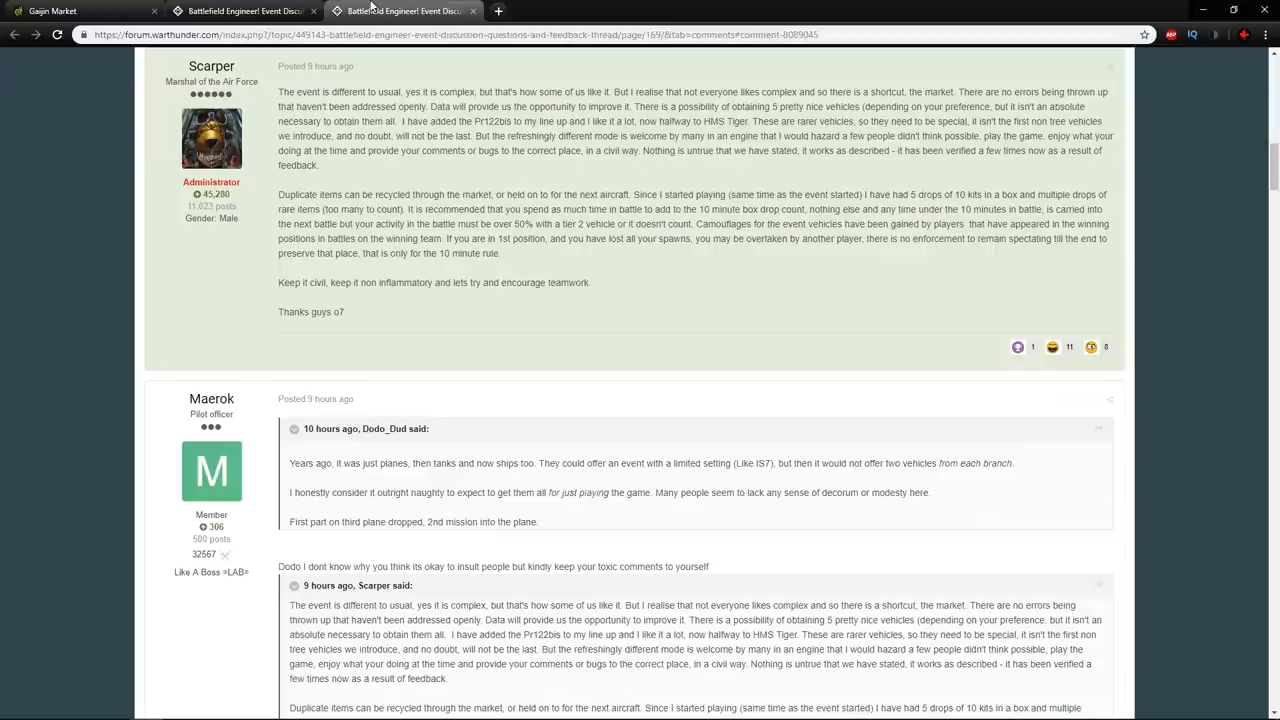 Gaijin Market
Battlefield Engineer Event Discu
Battlefield Engineer Event Discu
https://forum.warthunder.com/index.php?/topic/449143-battlefield-engineer-event-discussion-questions-and-feedback-thread/page/169/&tab=comments#comment-8089045
Scarper
Marshal of the Air Force
Administrator
45,280
11,023 posts
Gender: Male
Posted 9 hours ago
The event is different to usual, yes it is complex, but that's how some of us like it. But I realise that not everyone likes complex and so there is a shortcut, the market. There are no errors being thrown up
that haven't been addressed openly. Data will provide us the opportunity to improve it. There is a possibility of obtaining 5 pretty nice vehicles (depending on your preference, but it isn't an absolute
necessary to obtain them all. I have added the Pr122bis to my line up and I like it a lot, now halfway to HMS Tiger. These are rarer vehicles, so they need to be special, it isn't the first non tree vehicles
we introduce, and no doubt, will not be the last. But the refreshingly different mode is welcome by many in an engine that I would hazard a few people didn't think possible, play the game, enjoy what your
doing at the time and provide your comments or bugs to the correct place, in a civil way. Nothing is untrue that we have stated, it works as described - it has been verified a few times now as a result of
feedback.
Duplicate items can be recycled through the market, or held on to for the next aircraft. Since I started playing (same time as the event started) I have had 5 drops of 10 kits in a box and multiple drops of
rare items (too many to count). It is recommended that you spend as much time in battle to add to the 10 minute box drop count, nothing else and any time under the 10 minutes in battle, is carried into
the next battle but your activity in the battle must be over 50% with a tier 2 vehicle or it doesn't count. Camouflages for the event vehicles have been gained by players that have appeared in the winning
positions in battles on the winning team. If you are in 1st position, and you have lost all your spawns, you may be overtaken by another player, there is no enforcement to remain spectating till the end to
preserve that place, that is only for the 10 minute rule.
Keep it civil, keep it non inflammatory and lets try and encourage teamwork.
Thanks guys o7
1 11 8
Maerok
Pilot officer
M
Member
306
500 posts
32567
Like A Boss =LAB=
Posted 9 hours ago
10 hours ago, Dodo_Dud said:
Years ago, it was just planes, then tanks and now ships too. They could offer an event with a limited setting (Like IS7), but then it would not offer two vehicles from each branch.
I honestly consider it outright naughty to expect to get them all for just playing the game. Many people seem to lack any sense of decorum or modesty here.
First part on third plane dropped, 2nd mission into the plane.
Dodo I dont know why you think its okay to insult people but kindly keep your toxic comments to yourself
9 hours ago, Scarper said:
The event is different to usual, yes it is complex, but that's how some of us like it. But I realise that not everyone likes complex and so there is a shortcut, the market. There are no errors being
thrown up that haven't been addressed openly. Data will provide us the opportunity to improve it. There is a possibility of obtaining 5 pretty nice vehicles (depending on your preference, but it isn't an
absolute necessary to obtain them all. I have added the Pr122bis to my line up and I like it a lot, now halfway to HMS Tiger. These are rarer vehicles, so they need to be special, it isn't the first non
tree vehicles we introduce, and no doubt, will not be the last. But the refreshingly different mode is welcome by many in an engine that I would hazard a few people didn't think possible, play the
game, enjoy what your doing at the time and provide your comments or bugs to the correct place, in a civil way. Nothing is untrue that we have stated, it works as described - it has been verified a
few times now as a result of feedback.
Duplicate items can be recycled through the market, or held on to for the next aircraft. Since I started playing (same time as the event started) I have had 5 drops of 10 kits in a box and multiple